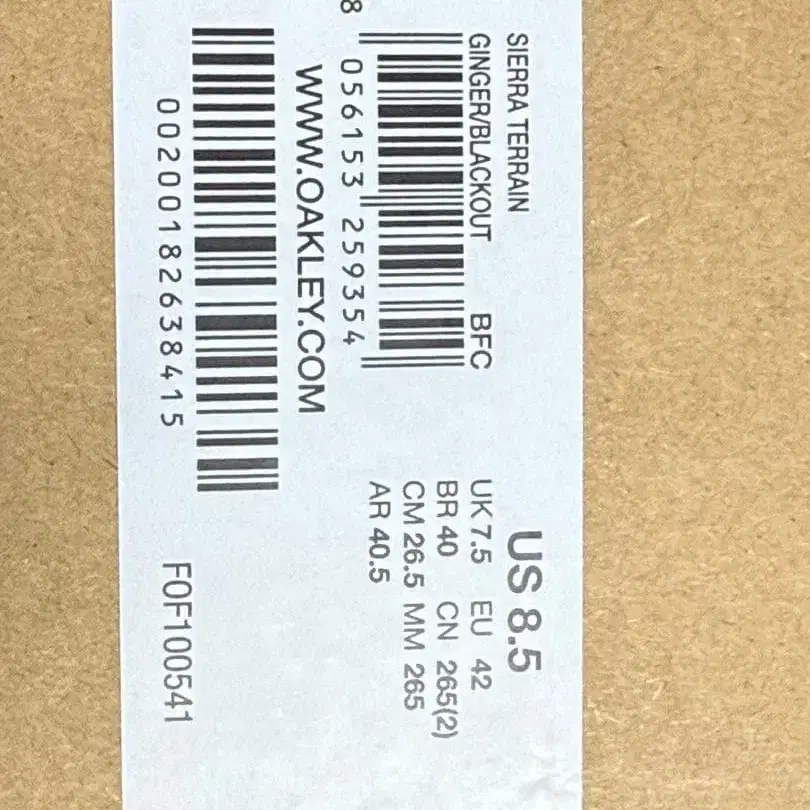 SIERRA TERRAIN
GINGER/BLACKOUT BFC
8 056153 259354
WWW.OAKLEY.COM
00200182638415
US 8.5
UK 7.5 EU 42
BR 40 CN 265(2)
CM 26.5 MM 265
AR 40.5
F0F100541